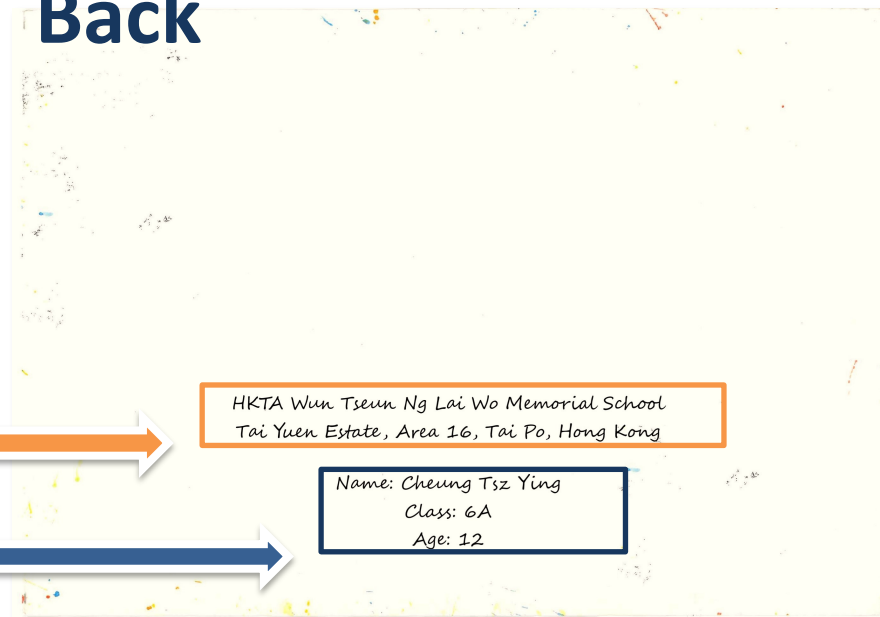 Back
HKTA Wun Tseun Ng Lai Wo Memorial School
Tai Yuen Estate, Area 16, Tai Po, Hong Kong
Name: Cheung Tsz Ying
Class: 6A
Age: 12